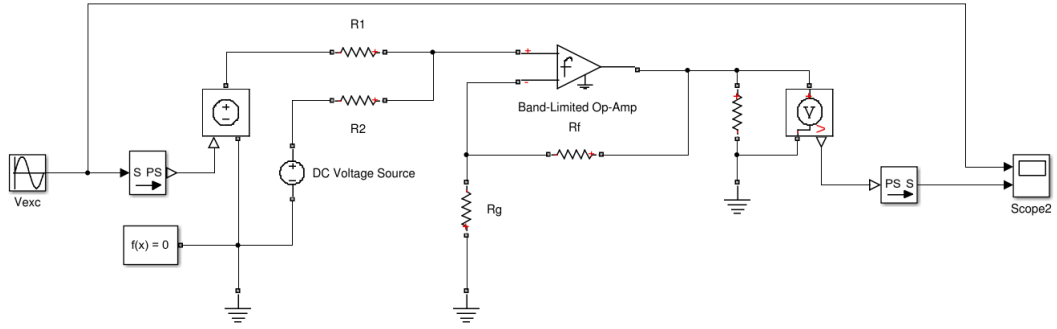 R1
R2
DC Voltage Source
Band-Limited Op-Amp
Rf
Rg
Vexc
S PS
f(x) = 0
f
V
PS S
Scope2